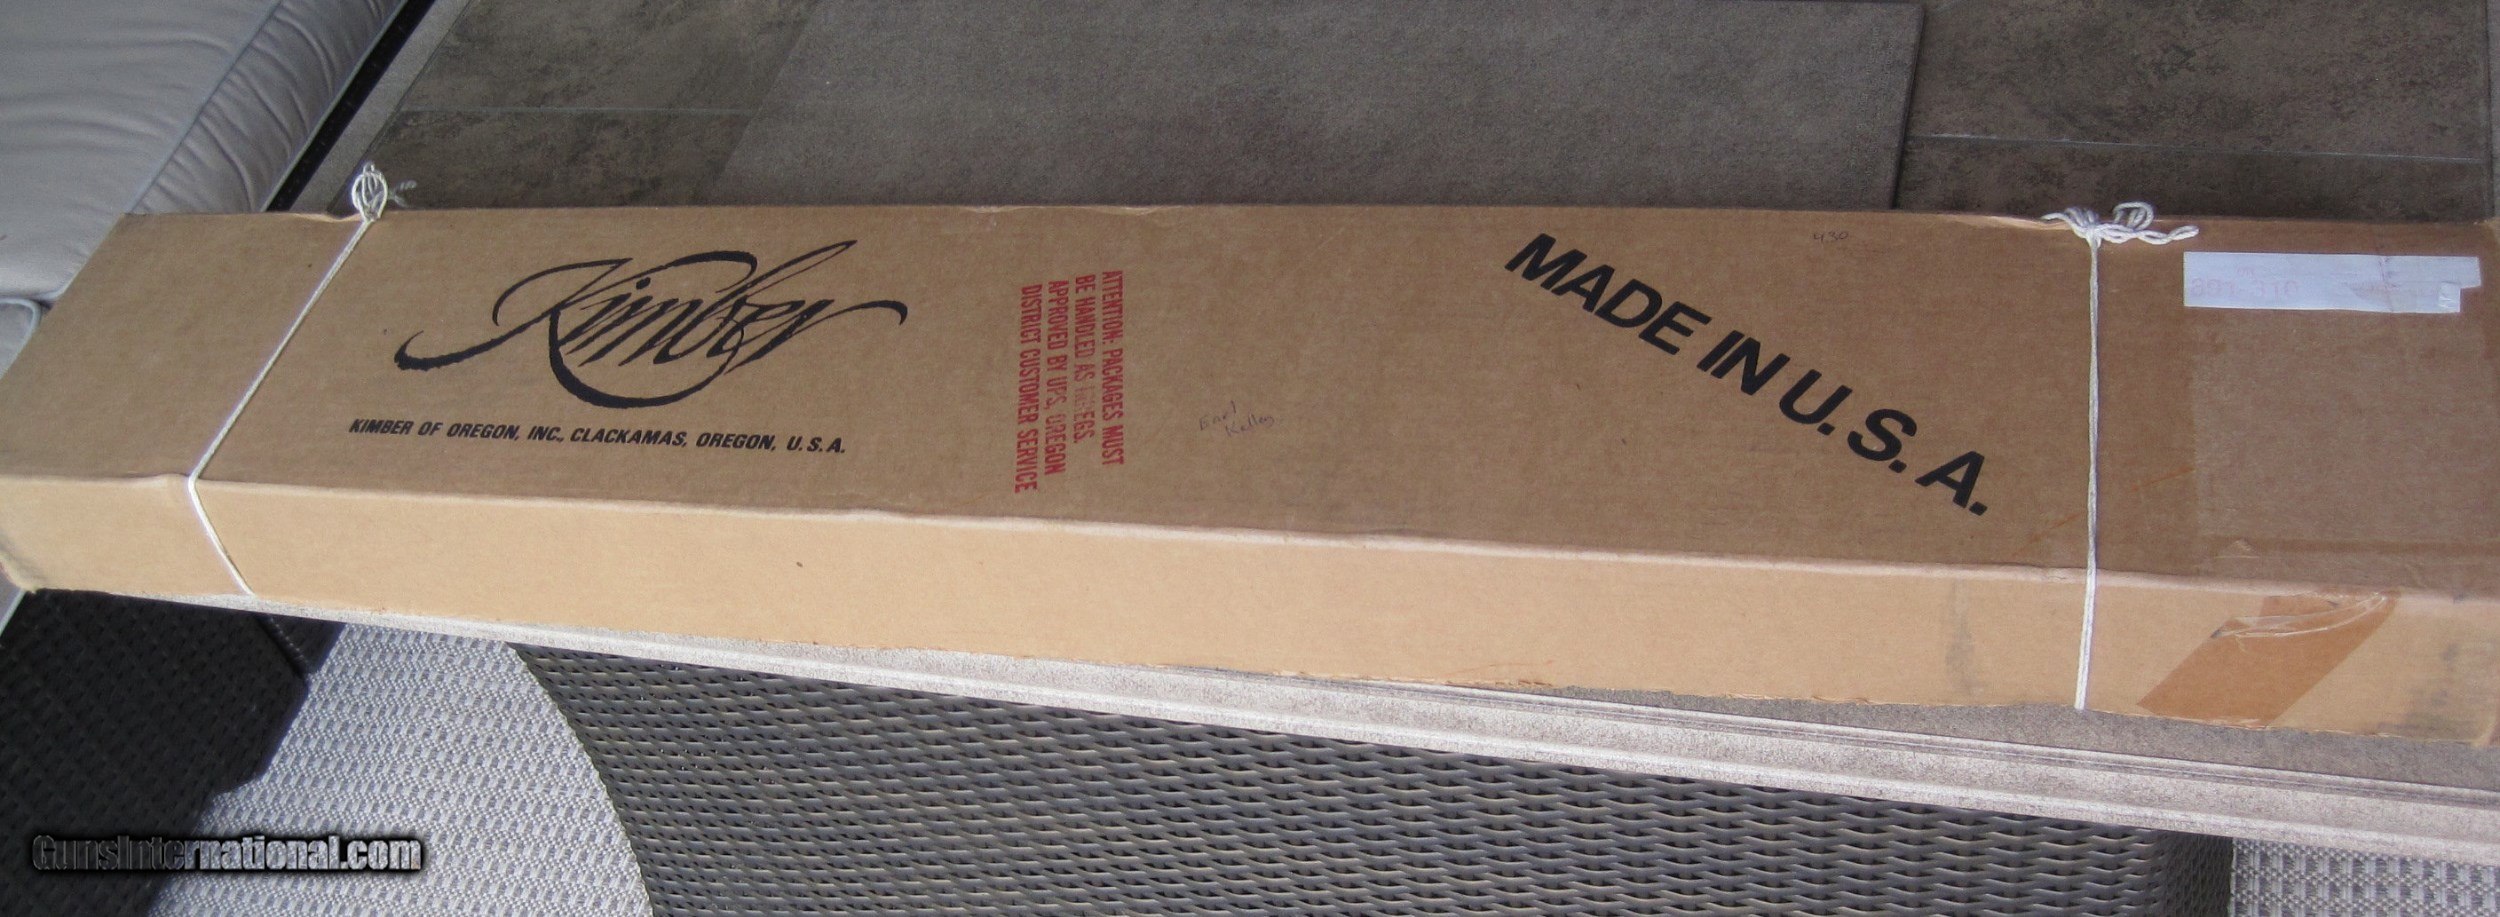 Kimber
KIMBER OF OREGON, INC., CLACKAMAS, OREGON, U.S.A.
ATTENTION: PACKAGES MUST
BE HANDLED AS
APPROVED BY UPS, OREGON
DISTRICT CUSTOMER SERVICE
Kelley
MADE IN U.S.A.
430
GunsInternational.com